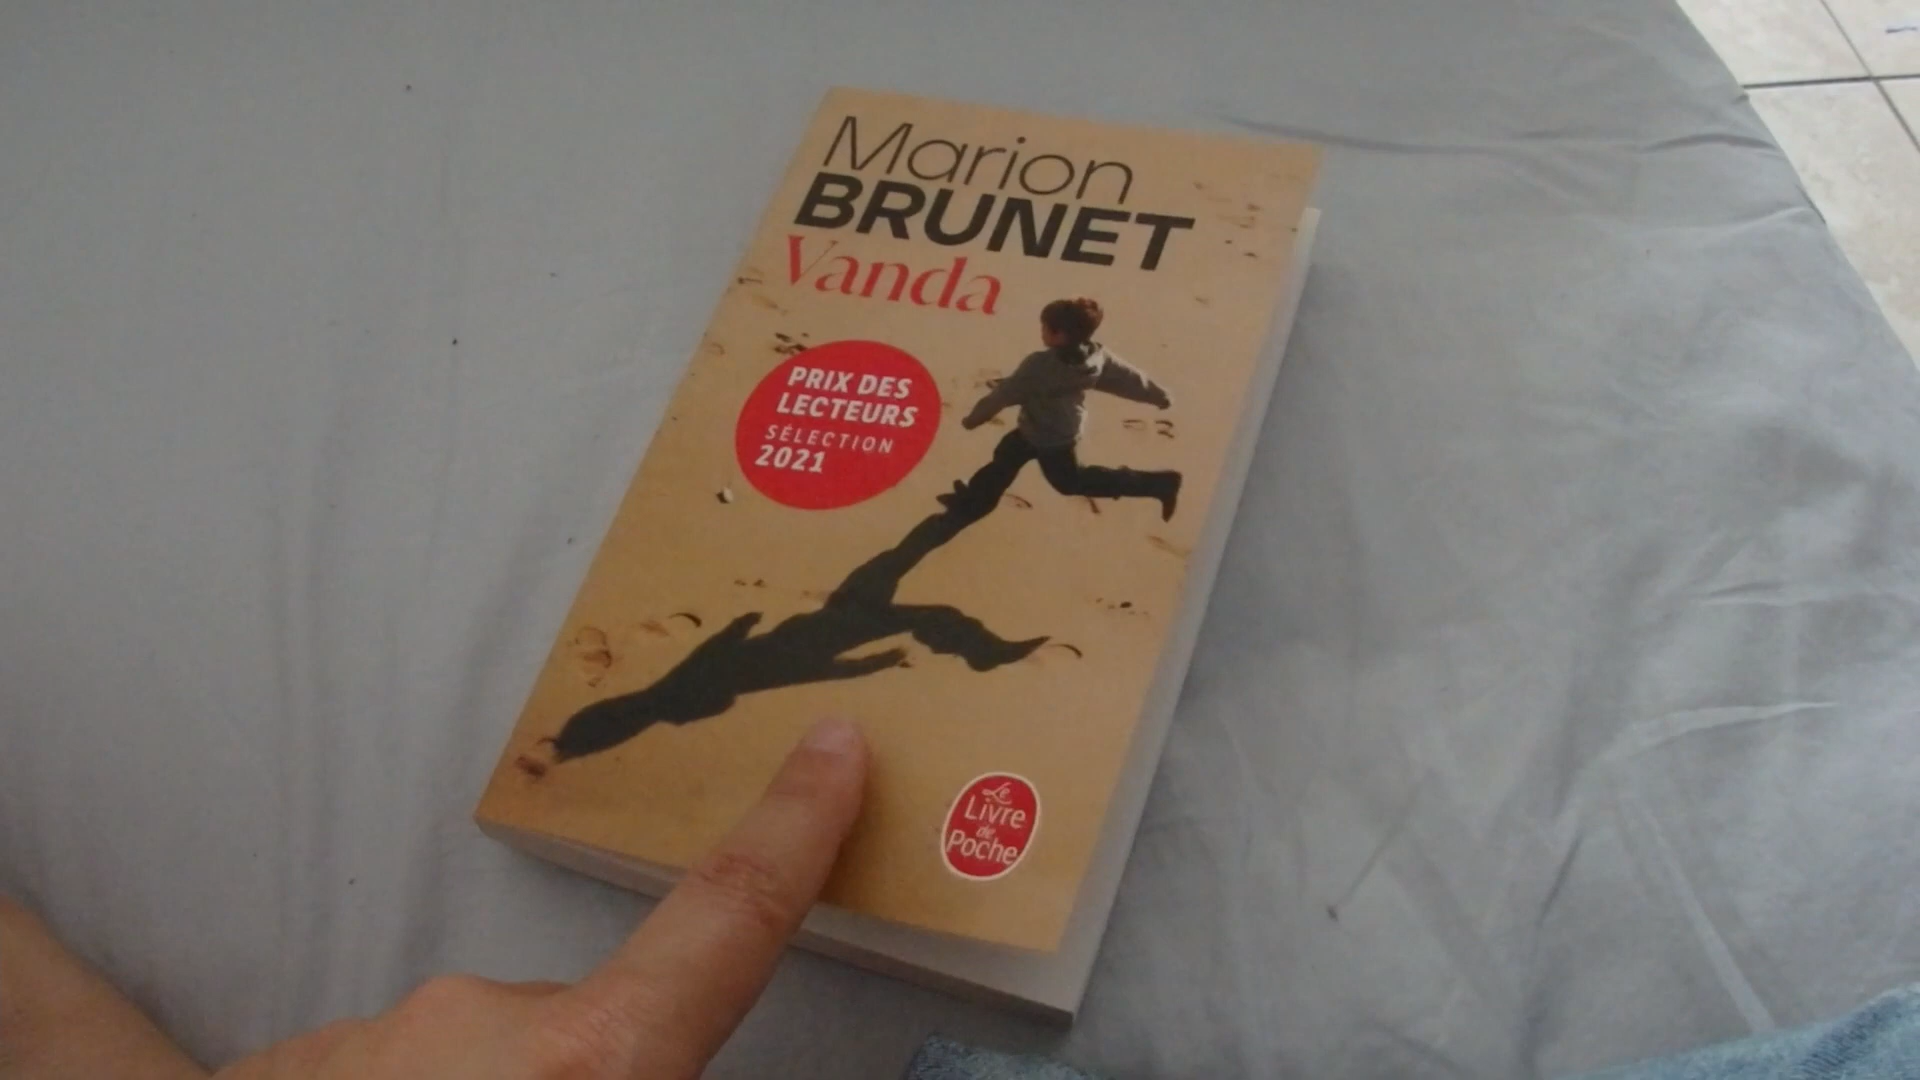 Marion
BRUNET
Vanda
PRIX DES
LECTEURS
SÉLECTION
2021
Le
Livre
de
Poche